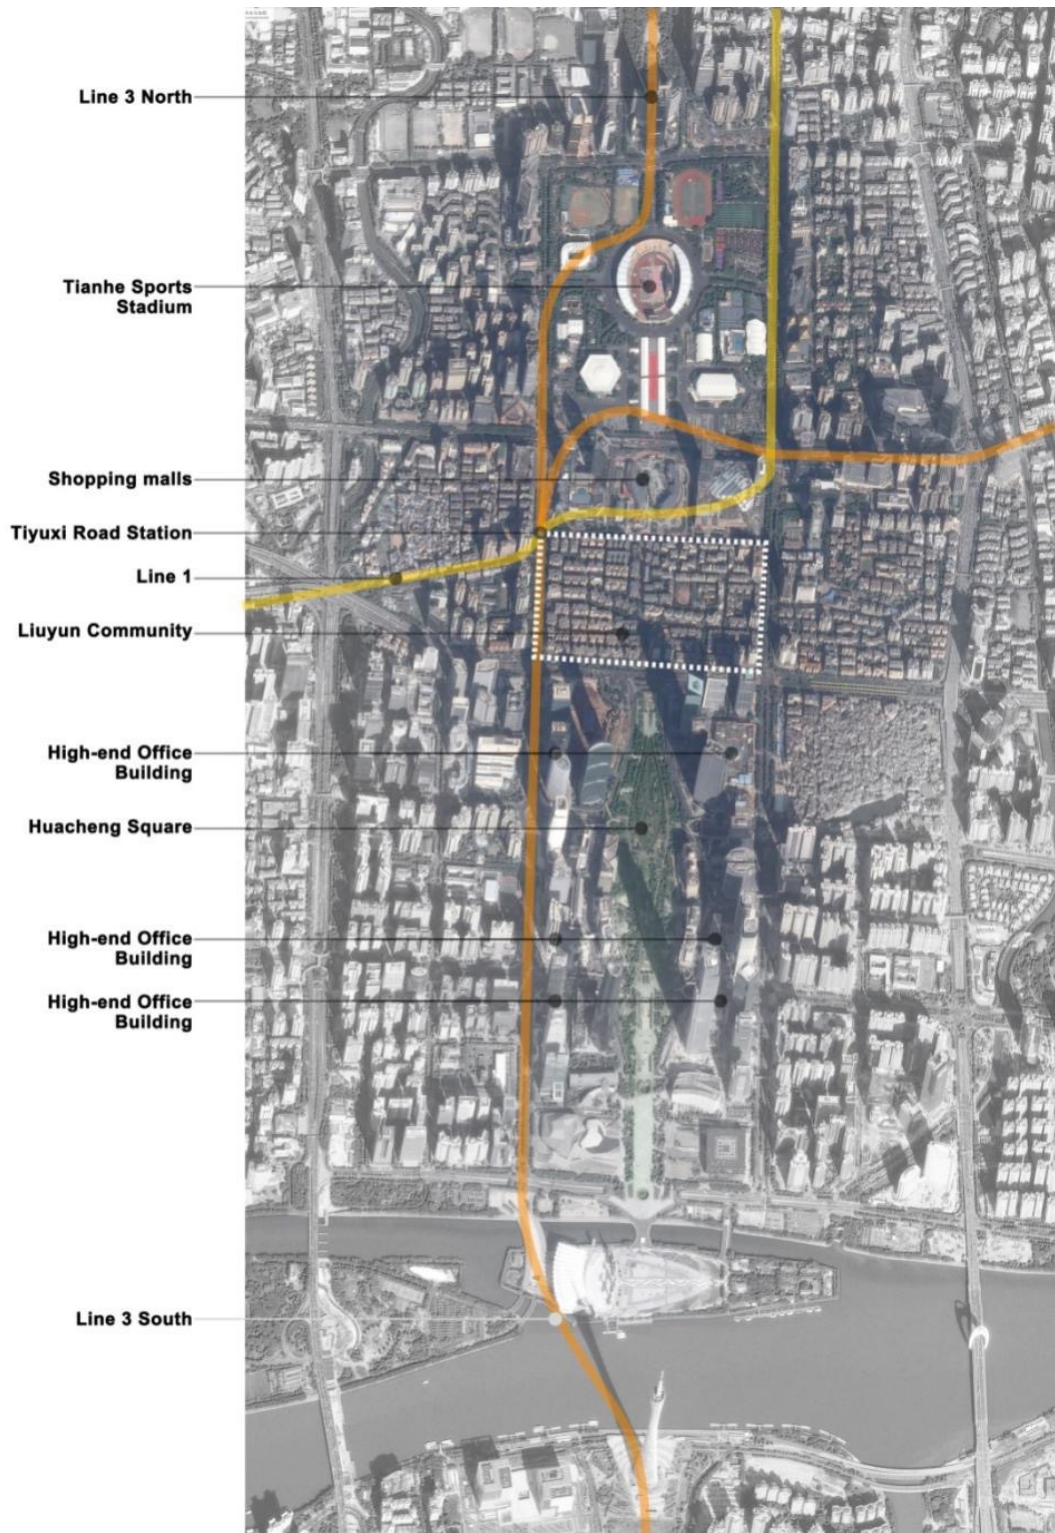 Line 3 North
Tianhe Sports
Stadium
Shopping malls
Tiyuxi Road Station
Line 1
Liuyun Community
High-end Office
Building
Huacheng Square
High-end Office
Building
High-end Office
Building
Line 3 South